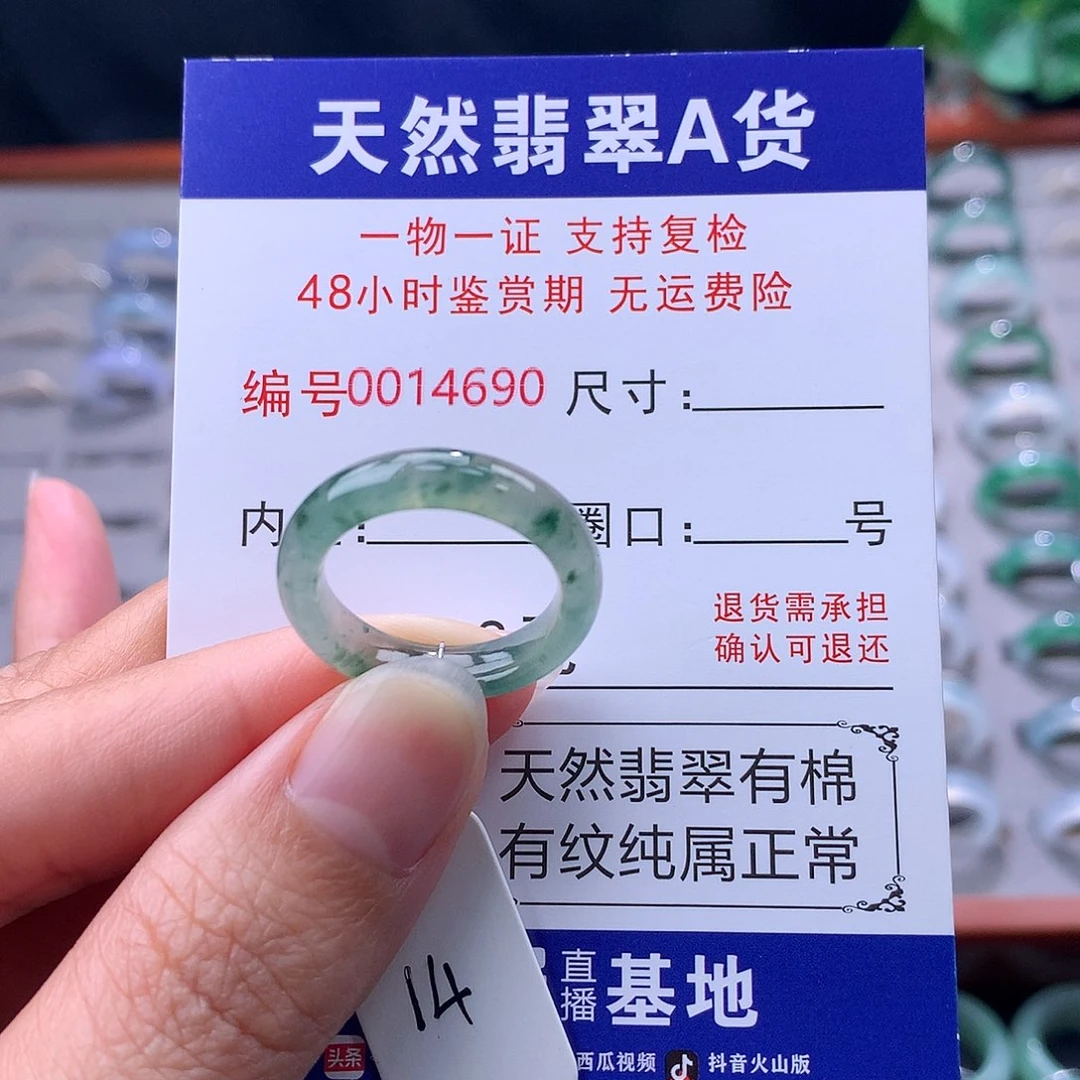 天然翡翠A货
一物一证 支持复检
48小时鉴赏期 无运费险
编号0014690 尺寸:
内 : 圈口: 号
退货需承担
确认可退还
天然翡翠有棉
有纹纯属正常
直播 基地
14
头条 西瓜视频 抖音火山版